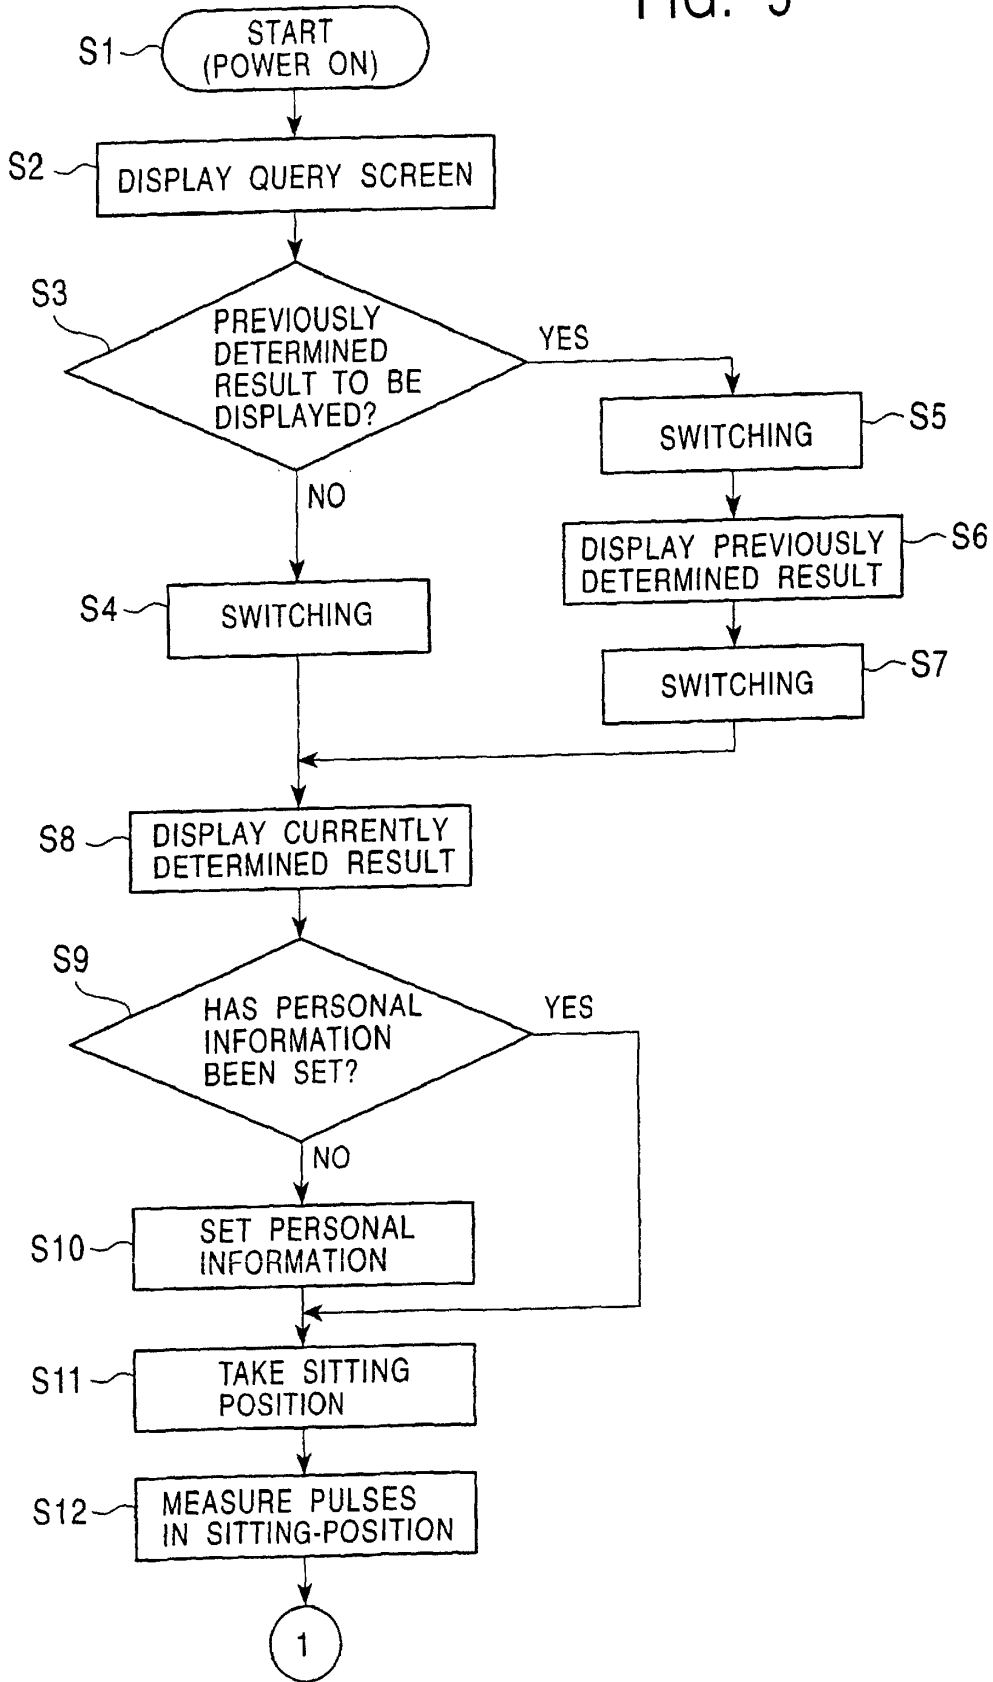 FIG.
S1
START
(POWER ON)
S2
DISPLAY QUERY SCREEN
S3
PREVIOUSLY
DETERMINED
RESULT TO BE
DISPLAYED?
YES
NO
S5
SWITCHING
S6
DISPLAY PREVIOUSLY
DETERMINED RESULT
S4
SWITCHING
S7
SWITCHING
S8
DISPLAY CURRENTLY
DETERMINED RESULT
S9
HAS PERSONAL
INFORMATION
BEEN SET?
YES
NO
S10
SET PERSONAL
INFORMATION
S11
TAKE SITTING
POSITION
S12
MEASURE PULSES
IN SITTING-POSITION
1